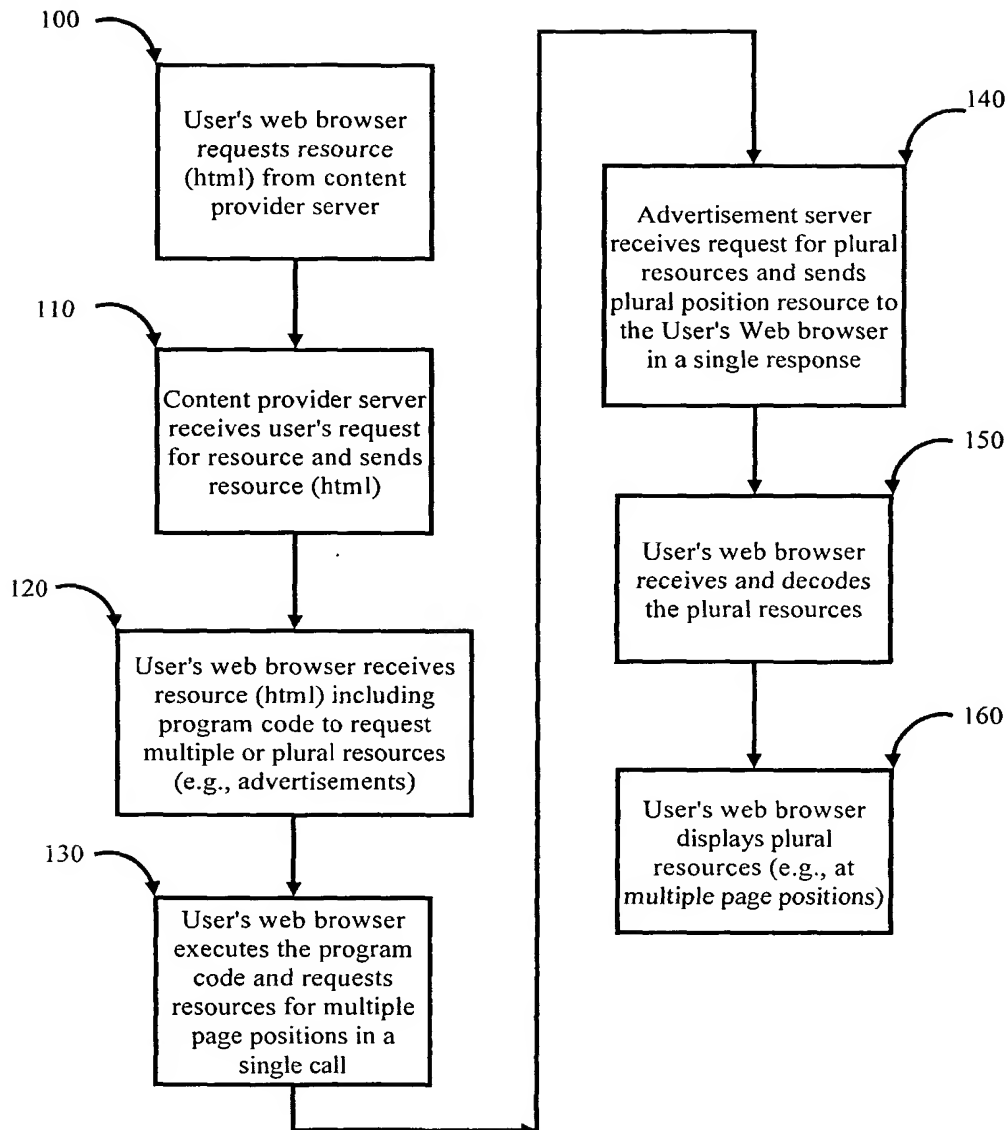 100
User's web browser
requests resource
(html) from content
provider server
110
Content provider server
receives user's request
for resource and sends
resource (html)
120
User's web browser receives
resource (html) including
program code to request
multiple or plural resources
(e.g., advertisements)
130
User's web browser
executes the program
code and requests
resources for multiple
page positions in a
single call
140
Advertisement server
receives request for plural
resources and sends
plural position resource to
the User's Web browser
in a single response
150
User's web browser
receives and decodes
the plural resources
160
User's web browser
displays plural
resources (e.g., at
multiple page positions)